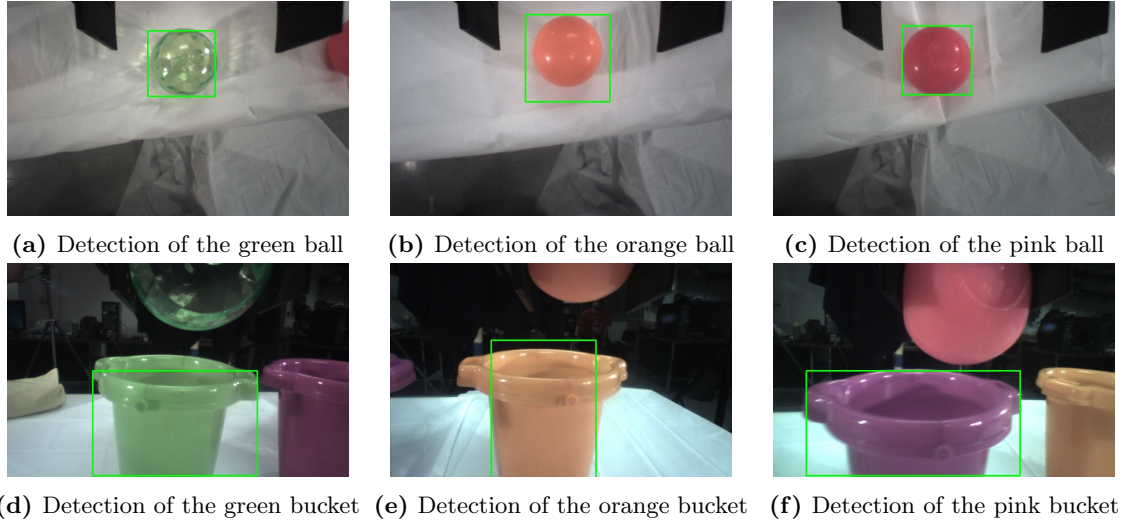 (a) Detection of the green ball
(b) Detection of the orange ball
(c) Detection of the pink ball
(d) Detection of the green bucket
(e) Detection of the orange bucket
(f) Detection of the pink bucket